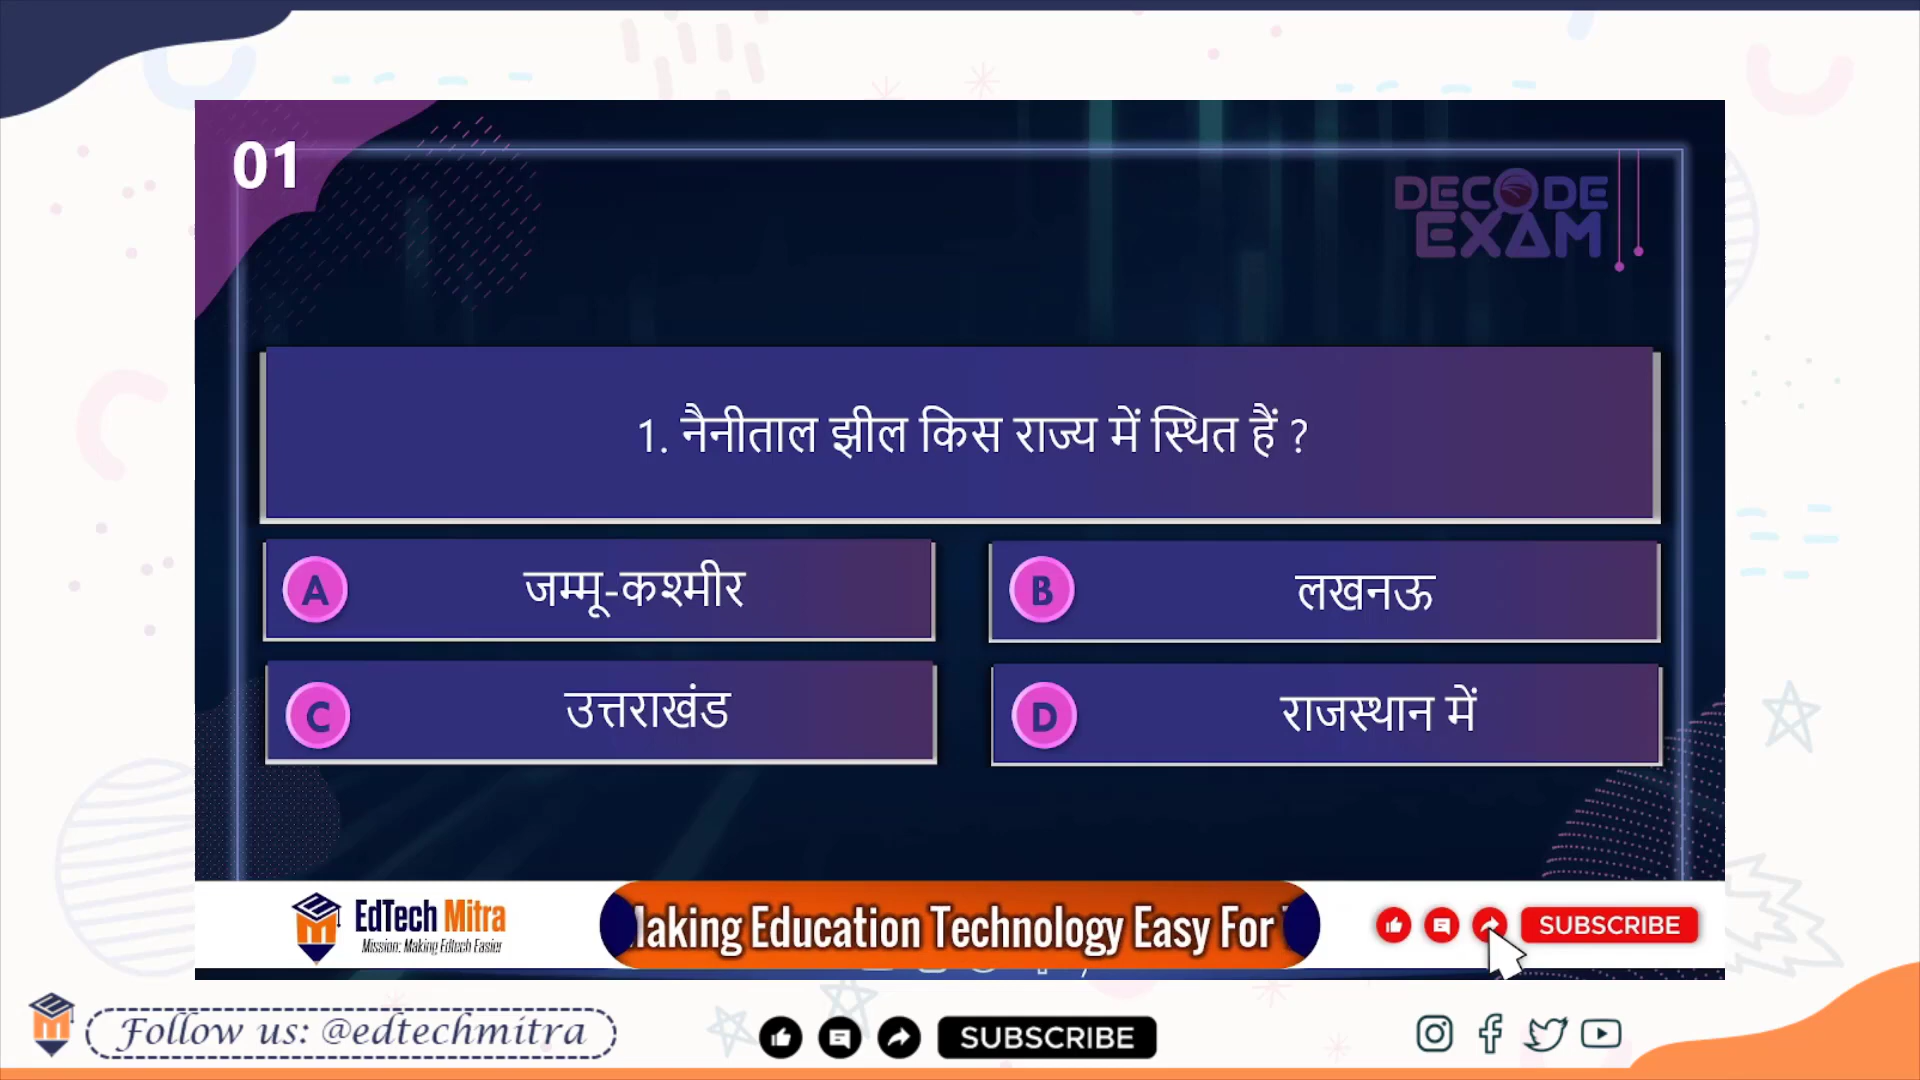 01
DECODE
EXAM
1. नैनीताल झील किस राज्य में स्थित हैं ?
A जम्मू-कश्मीर
B लखनऊ
C उत्तराखंड
D राजस्थान में
EdTech Mitra
Mission: Making Edtech Easier
Making Education Technology Easy For
SUBSCRIBE
Follow us: @edtechmitra
SUBSCRIBE